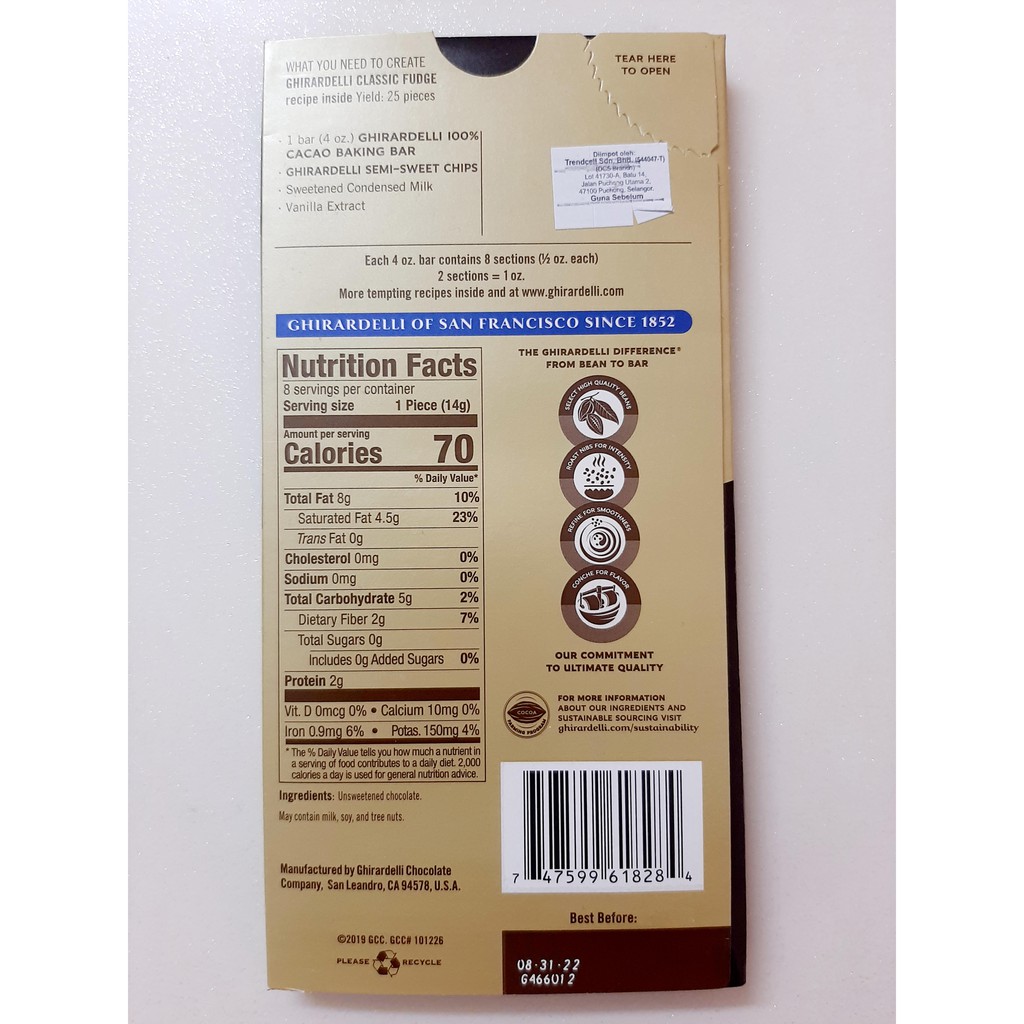 WHAT YOU NEED TO CREATE
GHIRARDELLI CLASSIC FUDGE
recipe inside Yield: 25 pieces
· 1 bar (4 oz.) GHIRARDELLI 100%
CACAO BAKING BAR
· GHIRARDELLI SEMI-SWEET CHIPS
· Sweetened Condensed Milk
· Vanilla Extract
TEAR HERE
TO OPEN
Diimpot oleh:
Trendcell Sdn. Bhd. (544047-T)
Lot 41730-A, Batu 14,
Jalan Puchong Utama 2,
47100 Puchong, Selangor.
Guna Sebelum
Each 4 oz. bar contains 8 sections (½ oz. each)
2 sections = 1 oz.
More tempting recipes inside and at www.ghirardelli.com
GHIRARDELLI OF SAN FRANCISCO SINCE 1852
Nutrition Facts
8 servings per container
Serving size 1 Piece (14g)
Amount per serving
Calories 70
% Daily Value*
Total Fat 8g 10%
Saturated Fat 4.5g 23%
Trans Fat 0g
Cholesterol 0mg 0%
Sodium 0mg 0%
Total Carbohydrate 5g 2%
Dietary Fiber 2g 7%
Total Sugars 0g
Includes 0g Added Sugars 0%
Protein 2g
Vit. D 0mcg 0% • Calcium 10mg 0%
Iron 0.9mg 6% • Potas. 150mg 4%
* The % Daily Value tells you how much a nutrient in
a serving of food contributes to a daily diet. 2,000
calories a day is used for general nutrition advice.
Ingredients: Unsweetened chocolate.
May contain milk, soy, and tree nuts.
Manufactured by Ghirardelli Chocolate
Company, San Leandro, CA 94578, U.S.A.
©2019 GCC. GCC# 101226
PLEASE RECYCLE
THE GHIRARDELLI DIFFERENCE®
FROM BEAN TO BAR
SELECT HIGH QUALITY BEANS
ROAST NIBS FOR INTENSITY
REFINE FOR SMOOTHNESS
CONCHE FOR FLAVOR
OUR COMMITMENT
TO ULTIMATE QUALITY
COCOA
FARMING PROGRAM
FOR MORE INFORMATION
ABOUT OUR INGREDIENTS AND
SUSTAINABLE SOURCING VISIT
ghirardelli.com/sustainability
7 47599 61828 4
Best Before:
08·31·22
G466012